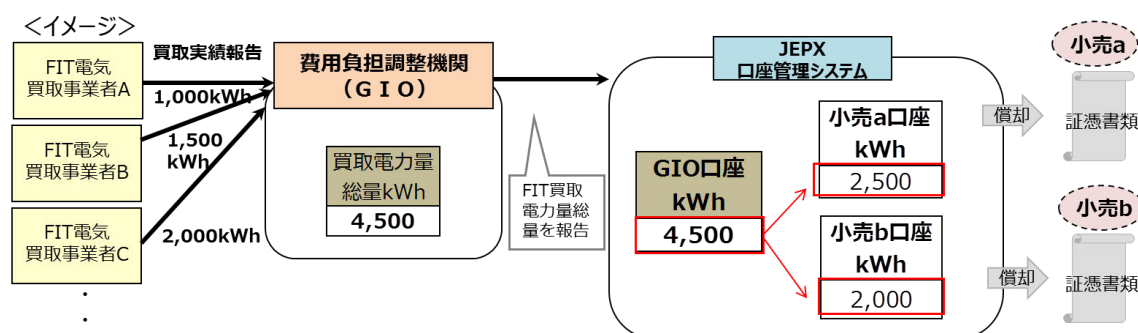 ＜イメージ＞
FIT電気
買取事業者A
FIT電気
買取事業者B
FIT電気
買取事業者C
・
・
買取実績報告
1,000kWh
1,500
kWh
2,000kWh
費用負担調整機関
（ＧＩＯ）
買取電力量
総量kWh
4,500
FIT買取
電力量総
量を報告
JEPX
口座管理システム
GIO口座
kWh
4,500
小売a口座
kWh
2,500
小売b口座
kWh
2,000
償却
償却
小売a
証憑書類
小売b
証憑書類